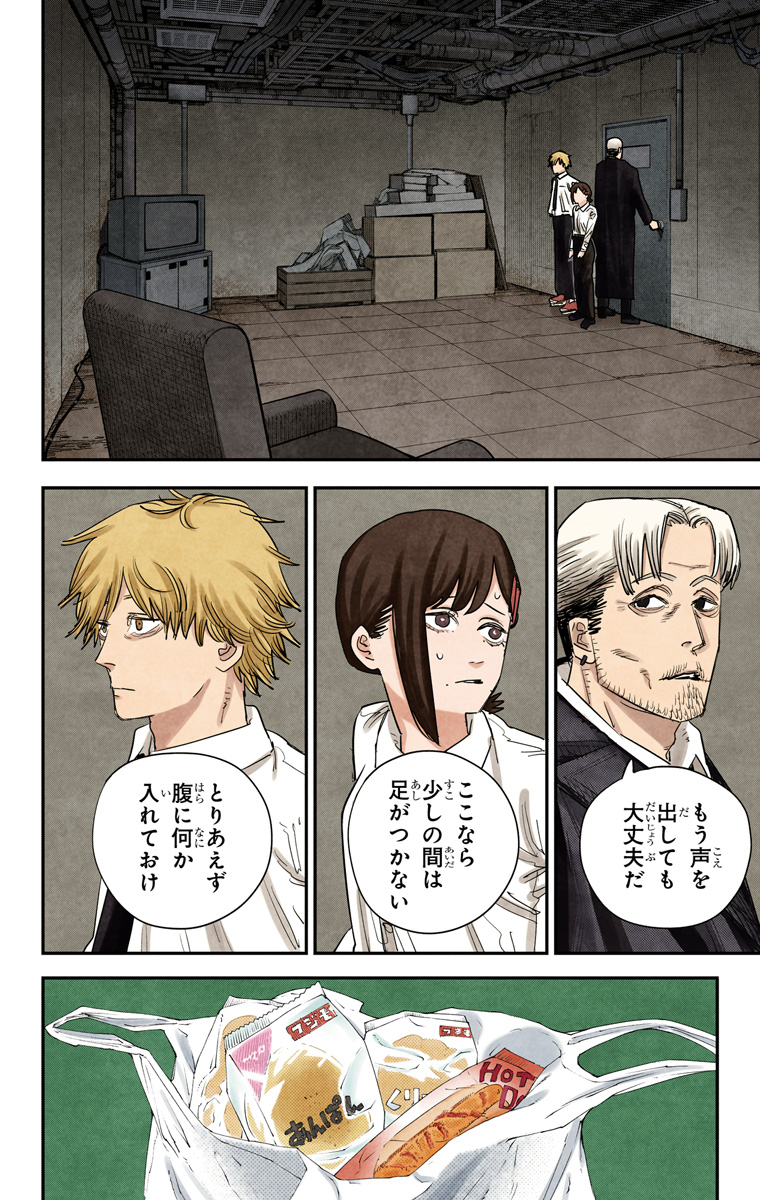 もう声を
出しても
大丈夫だ
ここなら
少しの間は
足がつかない
とりあえず
腹に何か
入れておけ
あんぱん
HOT